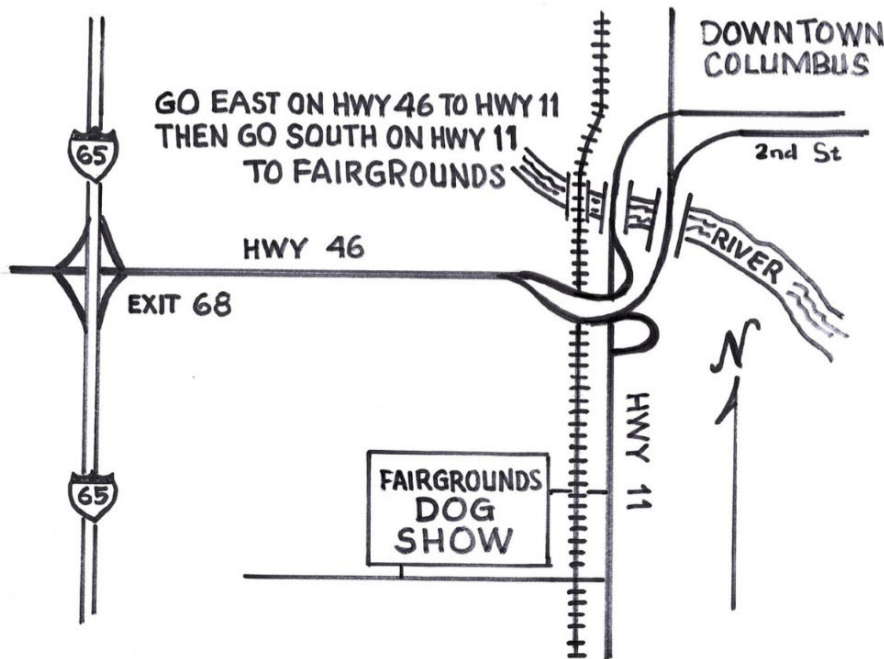 DOWNTOWN
COLUMBUS
GO EAST ON HWY 46 TO HWY 11
THEN GO SOUTH ON HWY 11
TO FAIRGROUNDS
2nd St
65
HWY 46
RIVER
EXIT 68
N
HWY 11
FAIRGROUNDS
DOG
SHOW
65